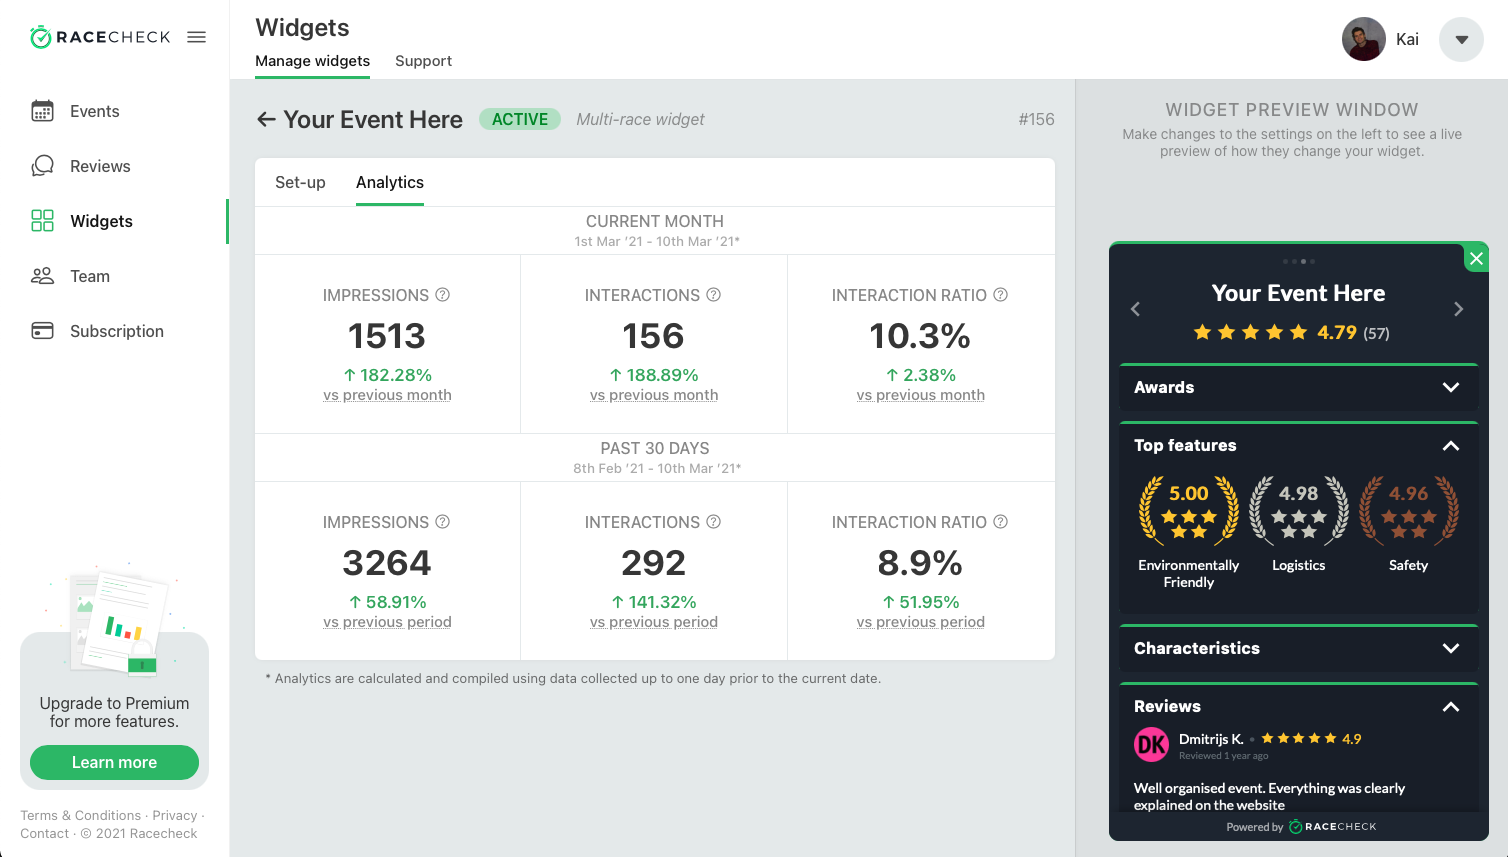 RACECHECK
Events
Reviews
Widgets
Team
Subscription
Upgrade to Premium
for more features.
Learn more
Terms & Conditions · Privacy ·
Contact · © 2021 Racecheck
Widgets
Manage widgets Support
Kai
← Your Event Here ACTIVE Multi-race widget #156
Set-up Analytics
CURRENT MONTH
1st Mar ’21 - 10th Mar ’21*
IMPRESSIONS ? INTERACTIONS ? INTERACTION RATIO ?
1513 156 10.3%
↑ 182.28% ↑ 188.89% ↑ 2.38%
vs previous month vs previous month vs previous month
PAST 30 DAYS
8th Feb ’21 - 10th Mar ’21*
IMPRESSIONS ? INTERACTIONS ? INTERACTION RATIO ?
3264 292 8.9%
↑ 58.91% ↑ 141.32% ↑ 51.95%
vs previous period vs previous period vs previous period
* Analytics are calculated and compiled using data collected up to one day prior to the current date.
WIDGET PREVIEW WINDOW
Make changes to the settings on the left to see a live
preview of how they change your widget.
Your Event Here
4.79 (57)
Awards
Top features
5.00 4.98 4.96
Environmentally Logistics Safety
Friendly
Characteristics
Reviews
DK Dmitrijs K. • 4.9
Reviewed 1 year ago
Well organised event. Everything was clearly
explained on the website
Powered by RACECHECK